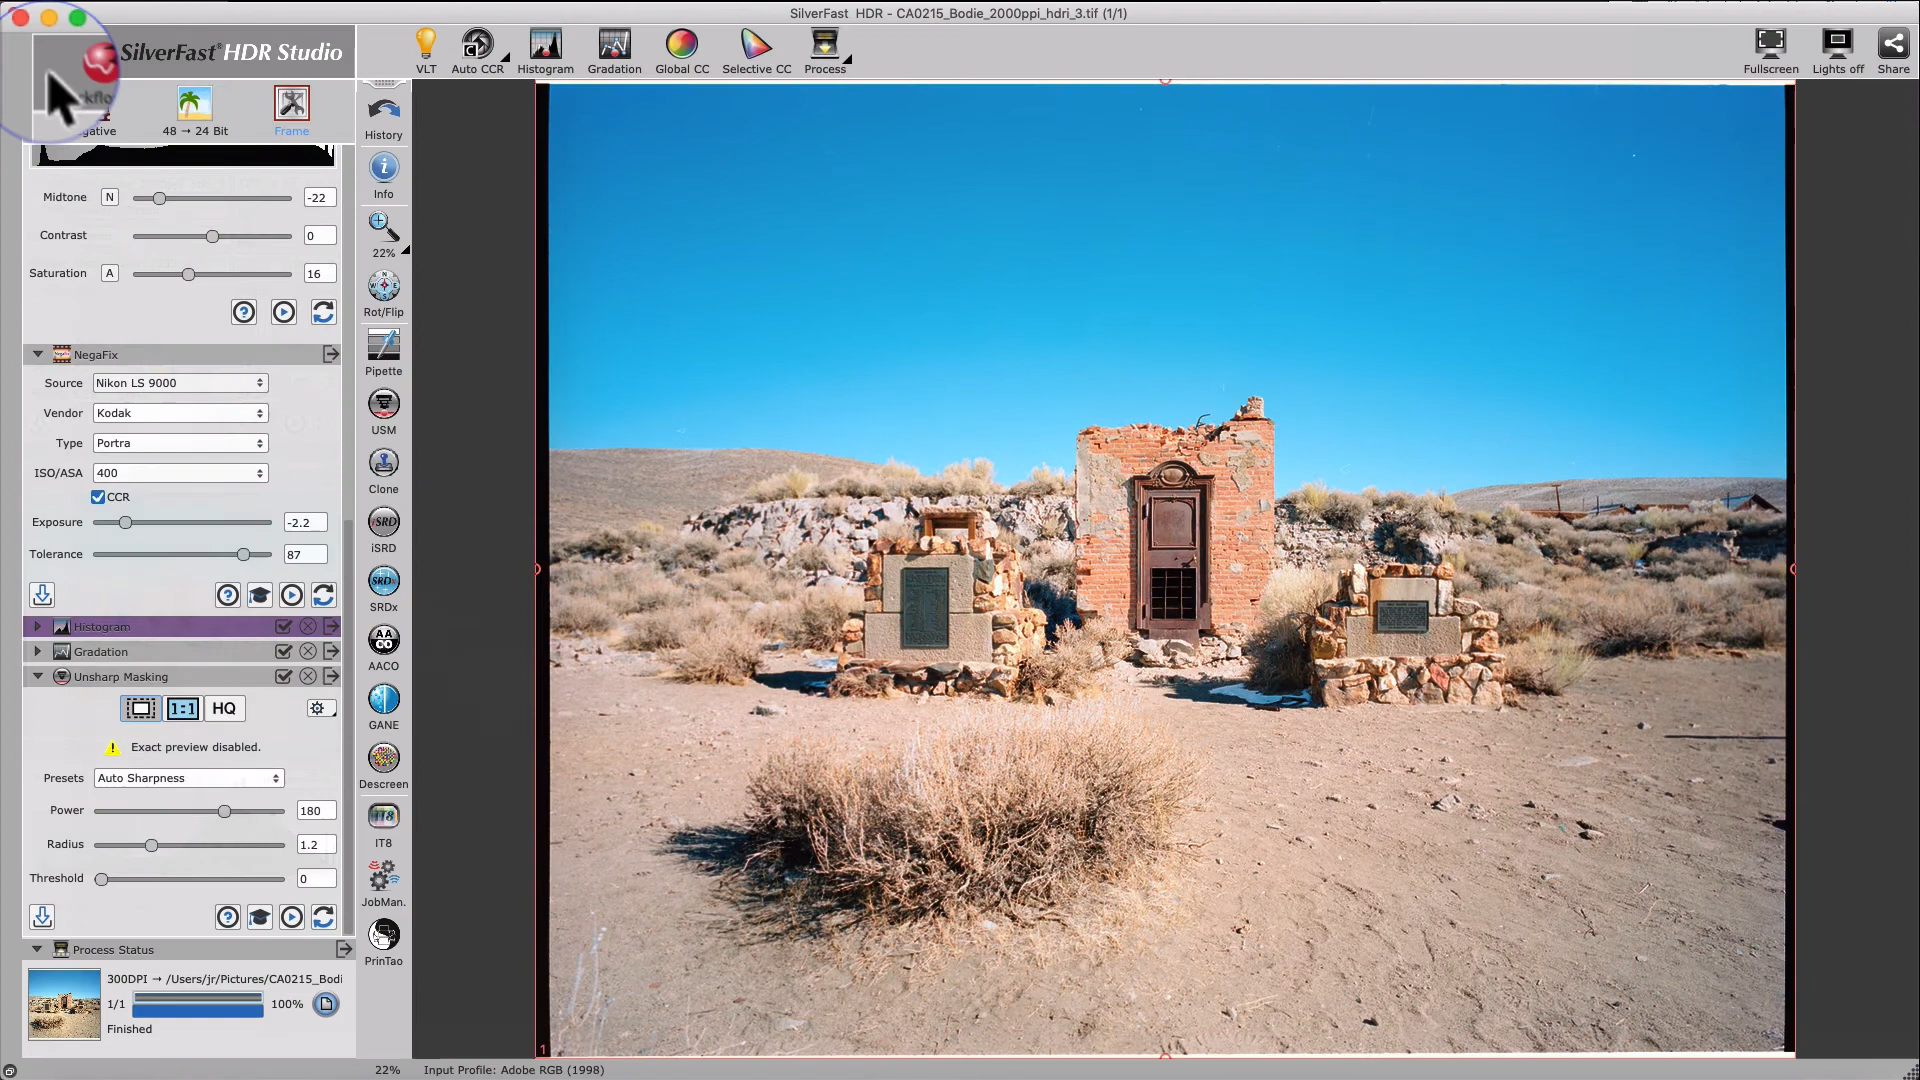 SilverFast HDR - CA0215_Bodie_2000ppi_hdri_3.tif (1/1)
SilverFast® HDR Studio
VLT
Auto CCR
Histogram
Gradation
Global CC
Selective CC
Process
Fullscreen
Lights off
Share
48 → 24 Bit
Frame
Midtone N -22
Contrast 0
Saturation A 16
NegaFix
Source Nikon LS 9000
Vendor Kodak
Type Portra
ISO/ASA 400
CCR
Exposure -2.2
Tolerance 87
Histogram
Gradation
Unsharp Masking
1:1 HQ
Exact preview disabled.
Presets Auto Sharpness
Power 180
Radius 1.2
Threshold 0
Process Status
300DPI → /Users/jr/Pictures/CA0215_Bodi
1/1 100%
Finished
History
Info
22%
Rot/Flip
Pipette
USM
Clone
iSRD
iSRD
SRDx
SRDx
AA
CO
AACO
GANE
Descreen
IT8
JobMan.
PrinTao
1
22% Input Profile: Adobe RGB (1998)